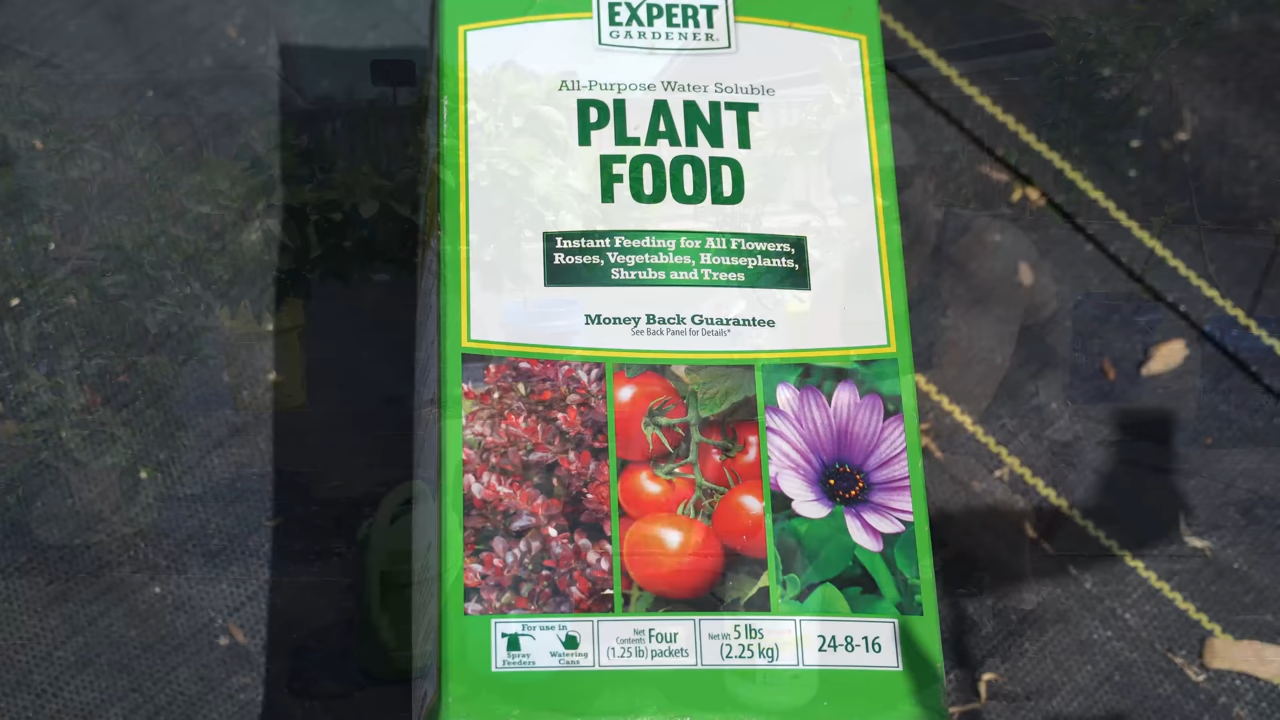 EXPERT
GARDENER®
All-Purpose Water Soluble
PLANT
FOOD
Instant Feeding for All Flowers,
Roses, Vegetables, Houseplants,
Shrubs and Trees
Money Back Guarantee
See Back Panel for Details*
For use in
Spray Feeders
Watering Cans
Net Contents Four
(1.25 lb) packets
Net Wt 5 lbs
(2.25 kg)
24-8-16